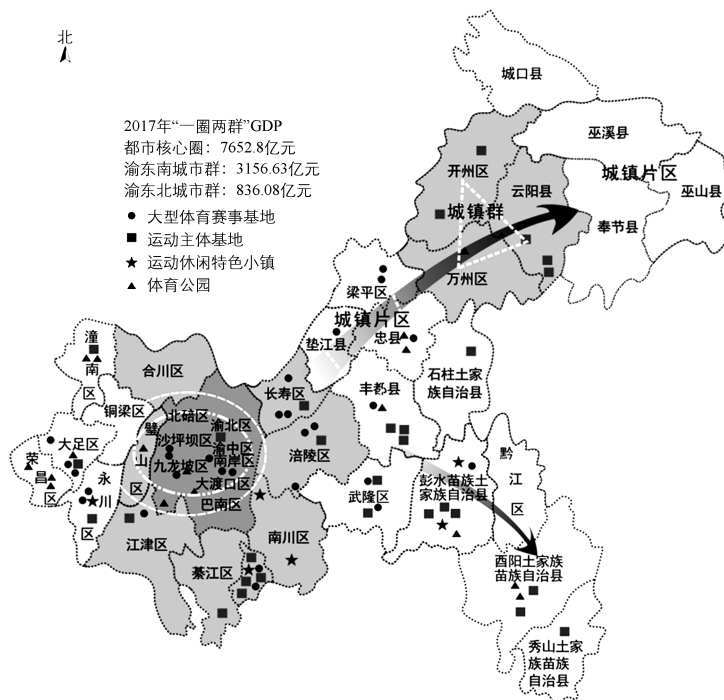 北
2017年“一圈两群”GDP
都市核心圈：7652.8亿元
渝东南城市群：3156.63亿元
渝东北城市群：836.08亿元
大型体育赛事基地
运动主体基地
运动休闲特色小镇
体育公园
城口县
巫溪县
开州区
城镇片区
云阳县
巫山县
城镇群
奉节县
万州区
梁平区
城镇片区
垫江县
忠县
潼南区
合川区
石柱土家
族自治县
长寿区
丰都县
铜梁区
北碚区
璧山区
渝北区
沙坪坝区
渝中区
大足区
涪陵区
九龙坡区
南岸区
荣昌区
永川区
大渡口区
彭水苗族土
家族自治县
黔江区
巴南区
武隆区
江津区
南川区
綦江区
酉阳土家族
苗族自治县
秀山土家
族苗族
自治县